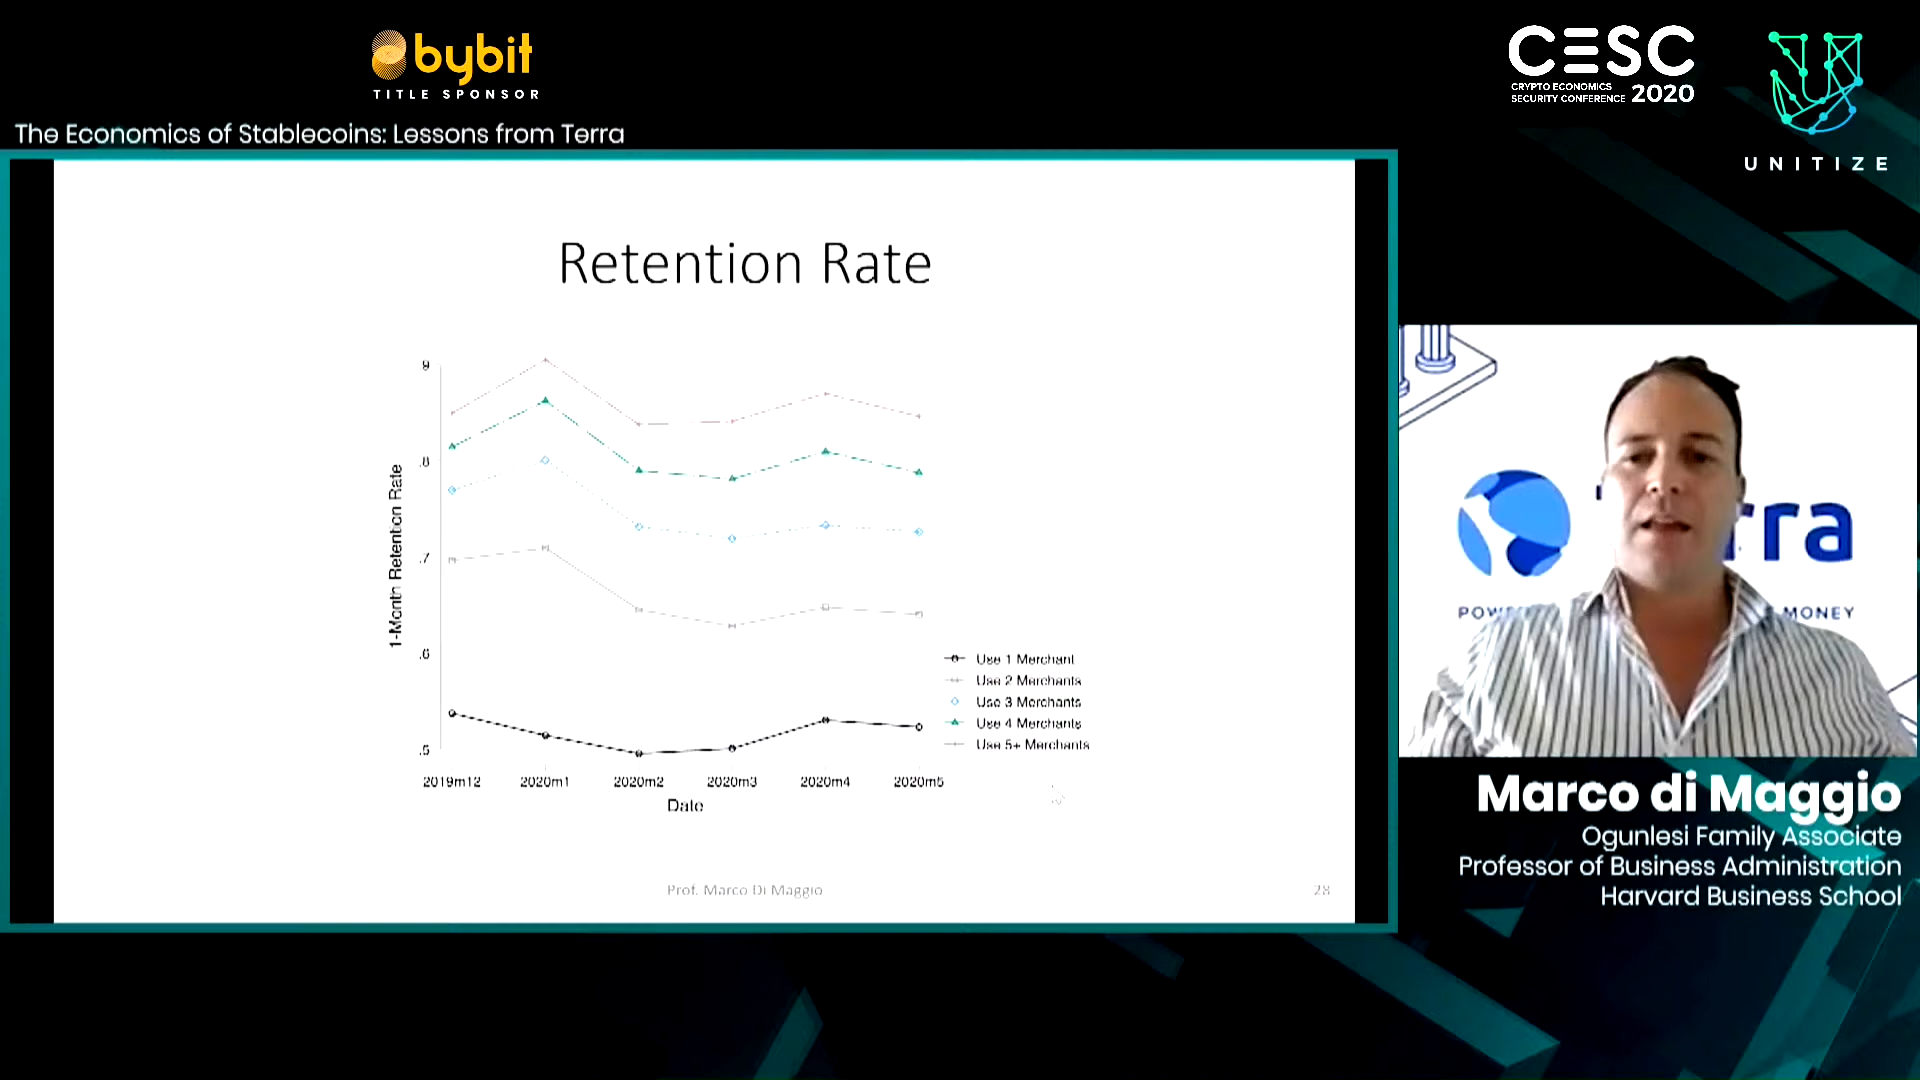 bybit
TITLE SPONSOR
CESC
CRYPTO ECONOMICS
SECURITY CONFERENCE 2020
UNITIZE
The Economics of Stablecoins: Lessons from Terra
Retention Rate
1-Month Retention Rate
.9
.8
.7
.6
.5
2019m12 2020m1 2020m2 2020m3 2020m4 2020m5
Date
Use 1 Merchant
Use 2 Merchants
Use 3 Merchants
Use 4 Merchants
Use 5+ Merchants
Prof. Marco Di Maggio
28
rra
MONEY
Marco di Maggio
Ogunlesi Family Associate
Professor of Business Administration
Harvard Business School